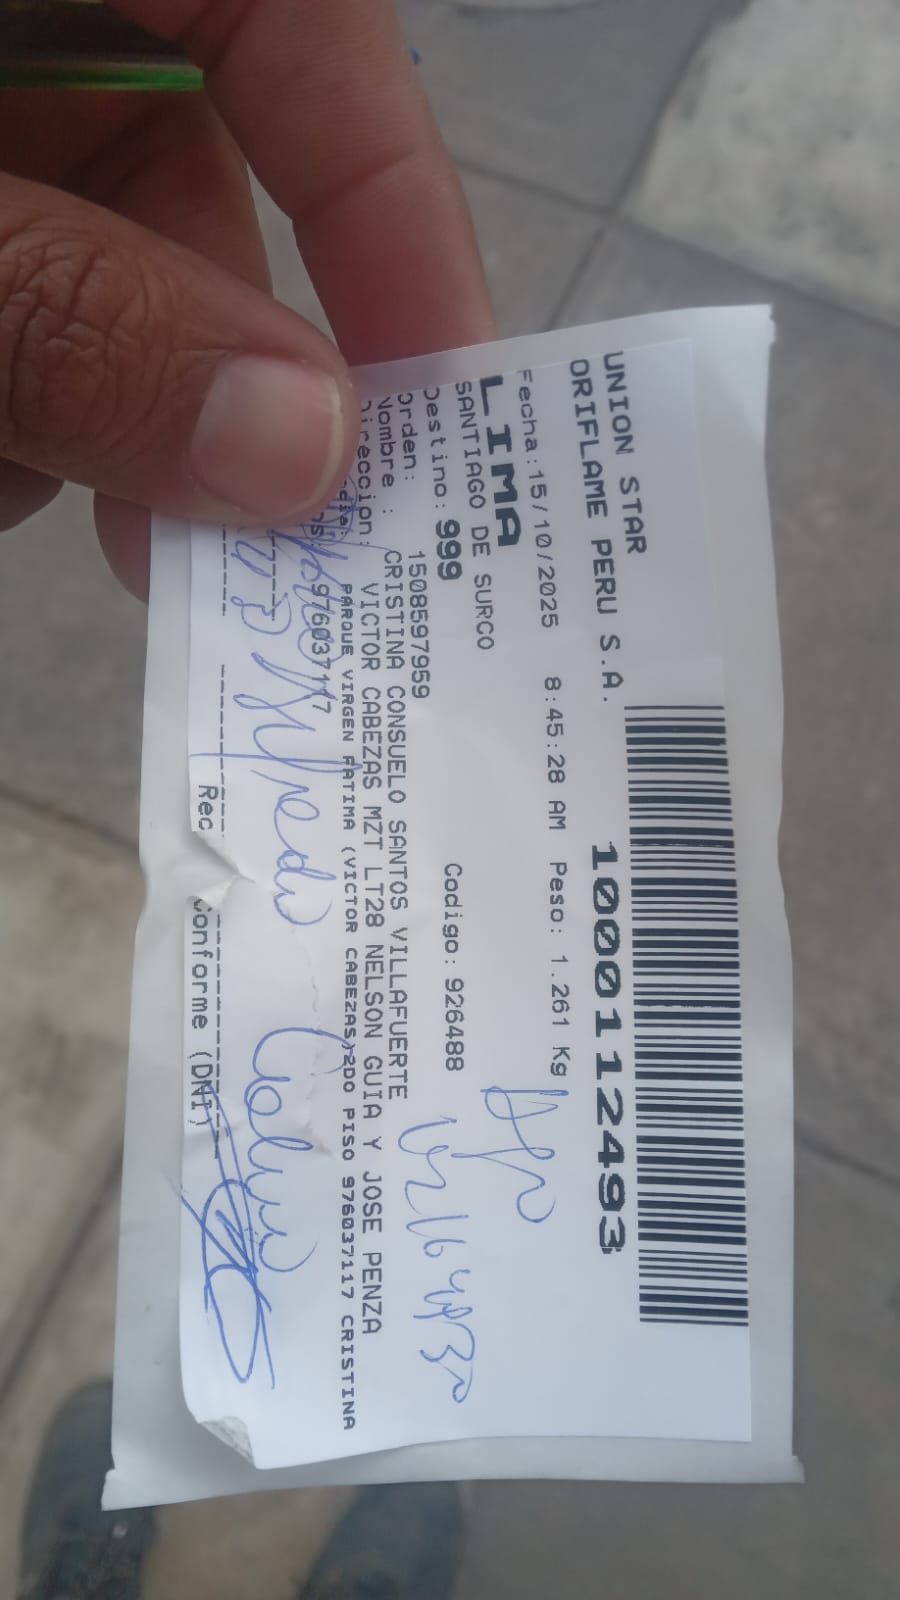 UNION STAR
ORIFLAME PERU S.A.
10001112493
Fecha:15/10/2025 8:45:28 AM Peso: 1.261 Kg
LIMA
SANTIAGO DE SURCO
Destino: 999 Codigo: 926488
Orden: 1508597959
Nombre : CRISTINA CONSUELO SANTOS VILLAFUERTE
Direccion: VICTOR CABEZAS MZT LT28 NELSON GUIA Y JOSE PENZA
PARQUE VIRGEN FATIMA (VICTOR CABEZAS)2DO PISO 976037117 CRISTINA
976037117
Rec Conforme (DNI)